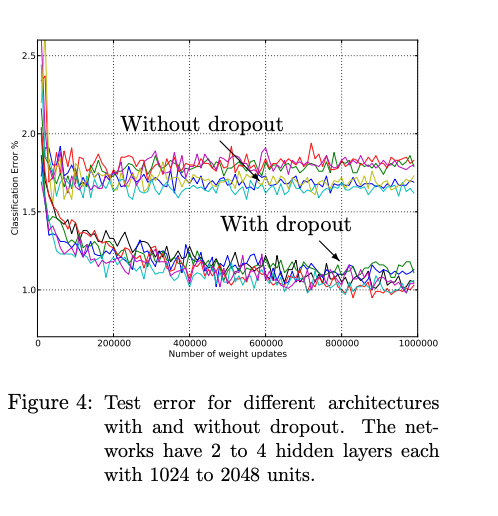 2.5
2.0
1.5
1.0
Classification Error %
Without dropout
With dropout
0 200000 400000 600000 800000 1000000
Number of weight updates
Figure 4: Test error for different architectures
with and without dropout. The net-
works have 2 to 4 hidden layers each
with 1024 to 2048 units.